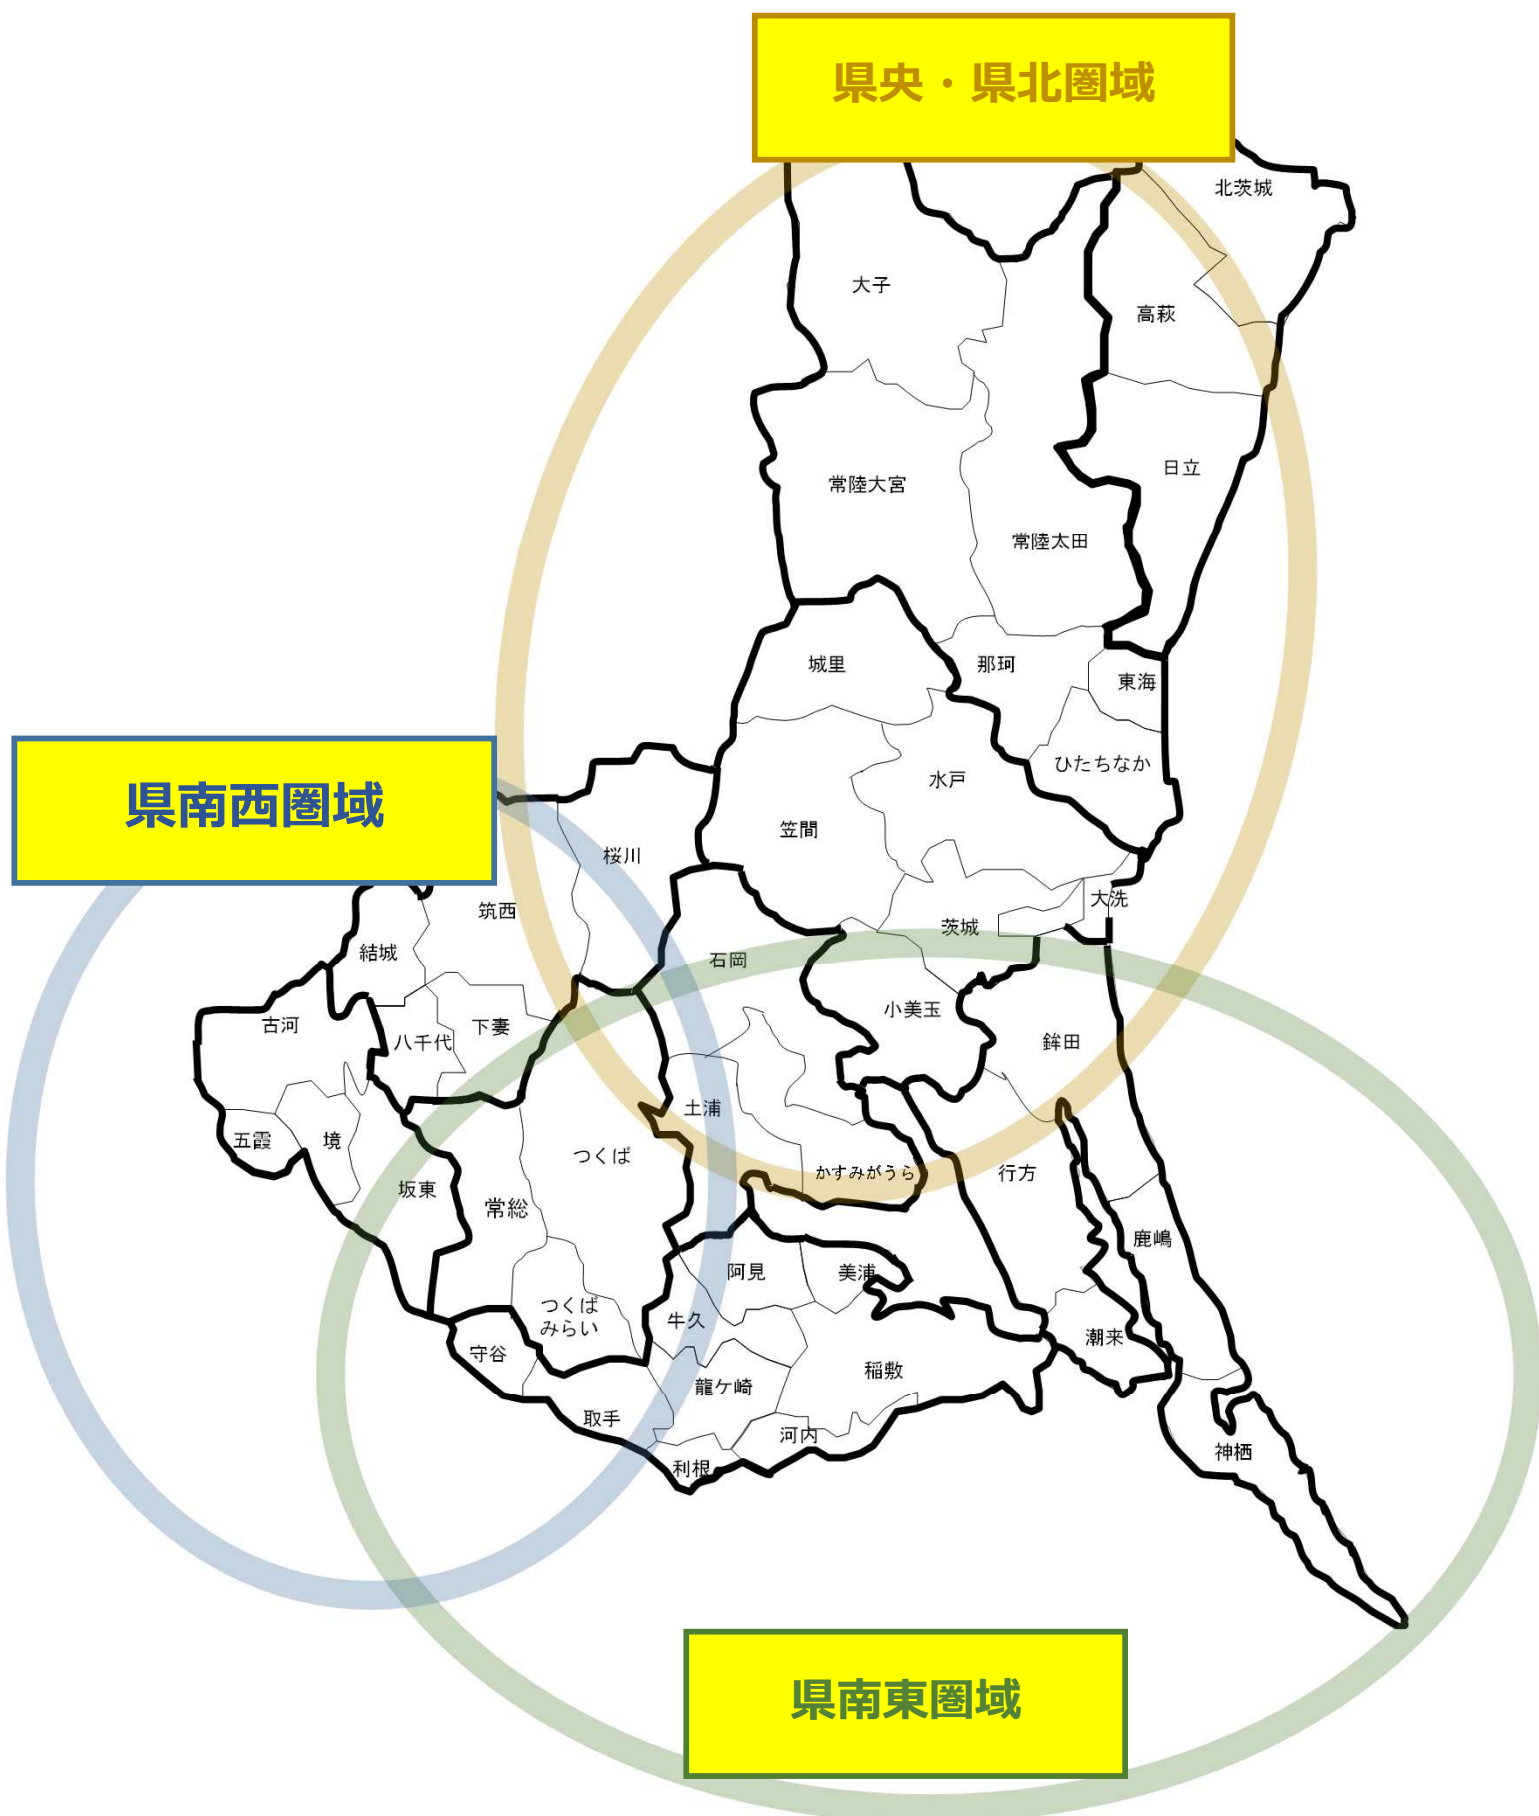 県央・県北圏域
北茨城
大子
高萩
日立
常陸大宮
常陸太田
城里
那珂
東海
ひたちなか
水戸
県南西圏域
笠間
桜川
大洗
筑西
茨城
結城
石岡
小美玉
古河
下妻
八千代
鉾田
土浦
五霞
境
つくば
かすみがうら
行方
坂東
常総
鹿嶋
阿見
美浦
つくば
みらい
牛久
潮来
守谷
稲敷
龍ケ崎
取手
河内
神栖
利根
県南東圏域